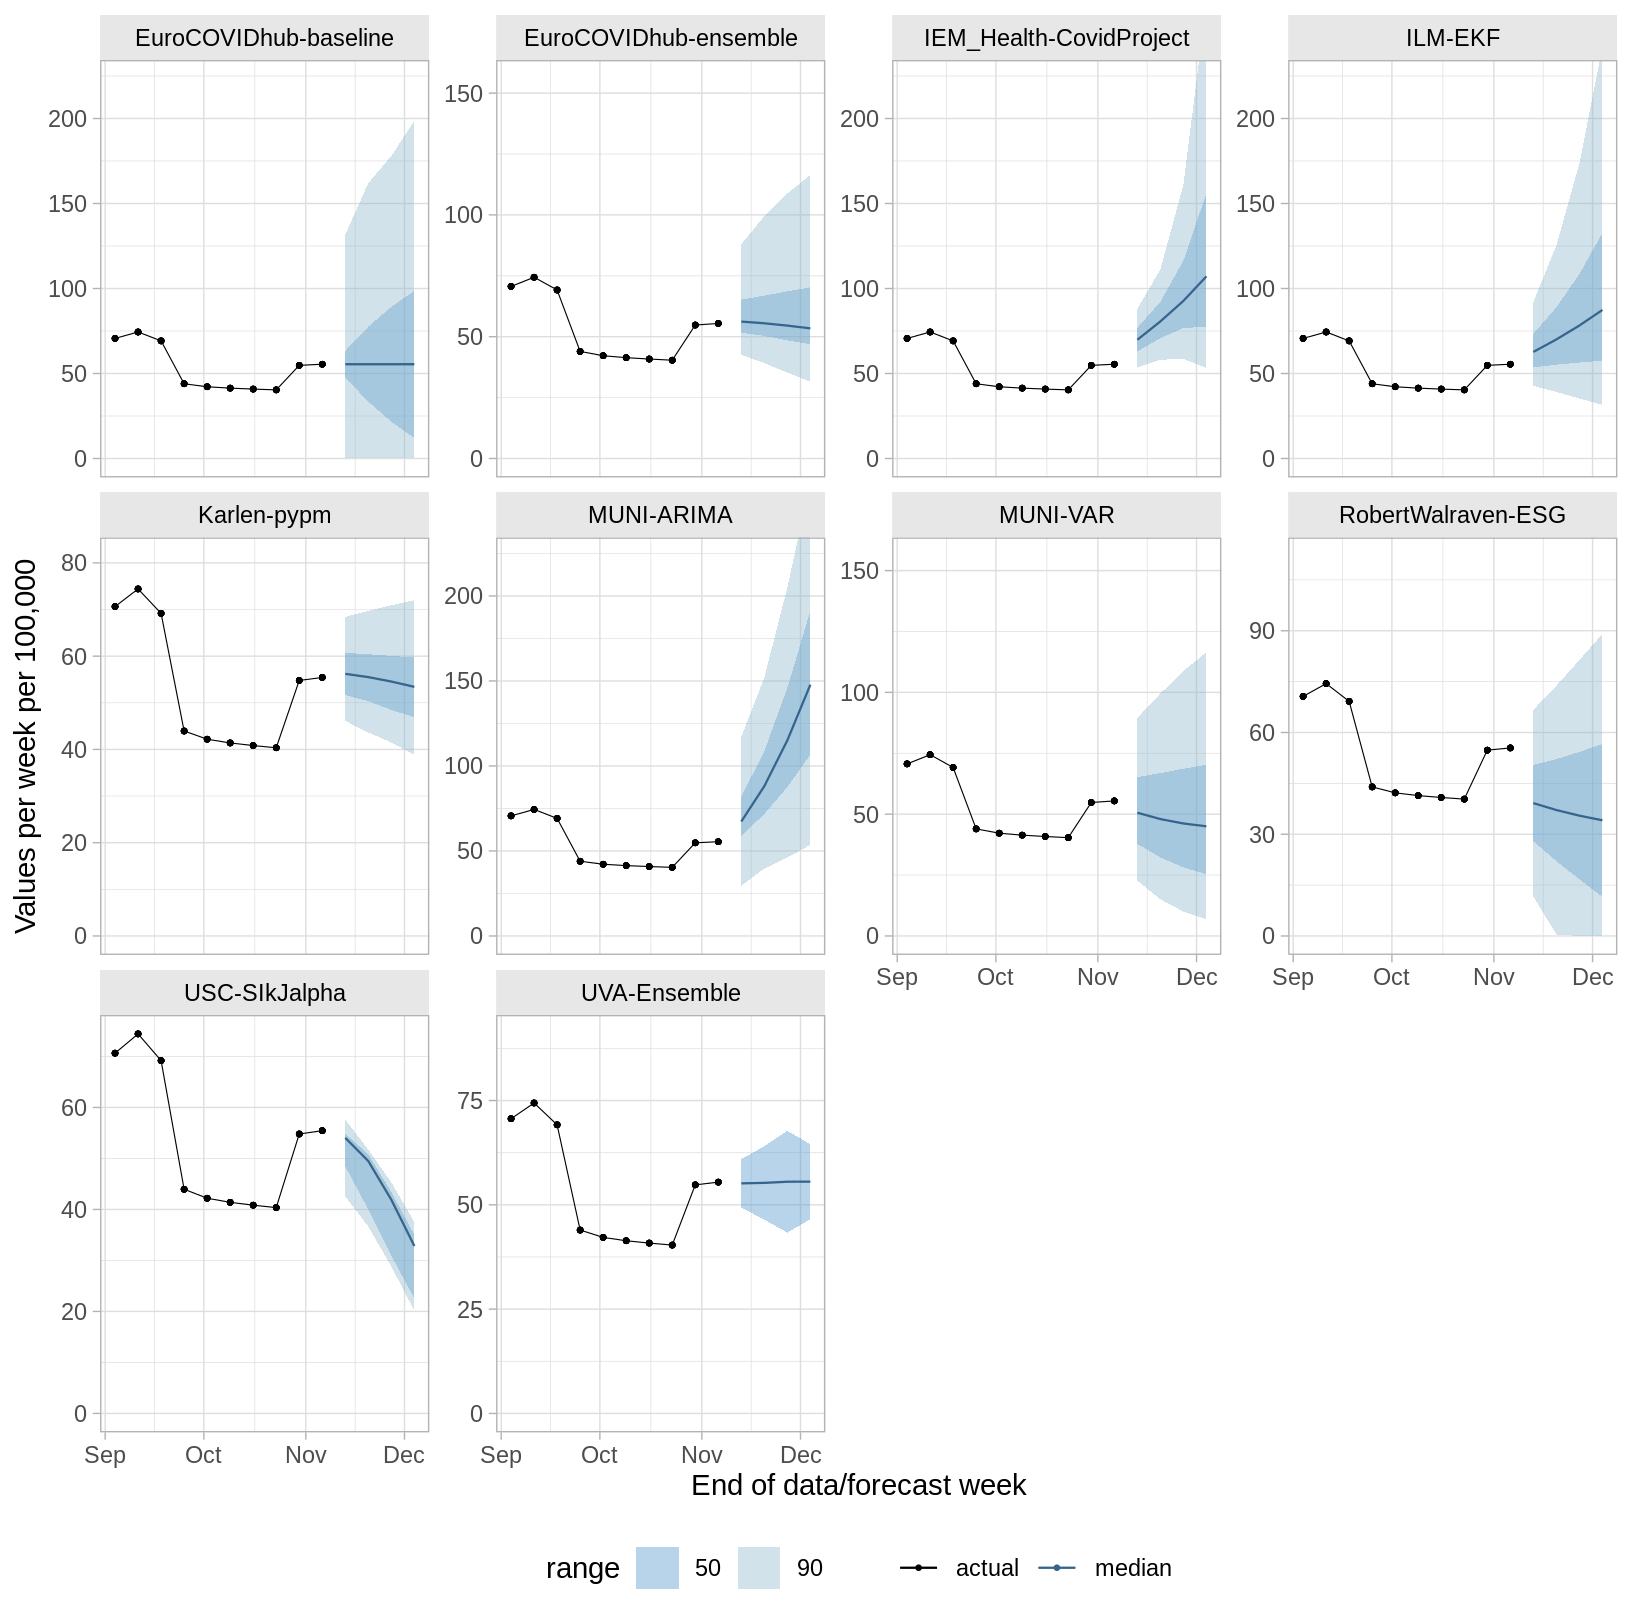 EuroCOVIDhub-baseline
EuroCOVIDhub-ensemble
IEM_Health-CovidProject
ILM-EKF
200
150
100
50
0
150
100
50
0
200
150
100
50
0
200
150
100
50
0
Values per week per 100,000
Karlen-pypm
MUNI-ARIMA
MUNI-VAR
RobertWalraven-ESG
80
60
40
20
0
200
150
100
50
0
150
100
50
0
Sep Oct Nov Dec
90
60
30
0
Sep Oct Nov Dec
USC-SIkJalpha
UVA-Ensemble
60
40
20
0
Sep Oct Nov Dec
75
50
25
0
Sep Oct Nov Dec
End of data/forecast week
range 50 90 actual median